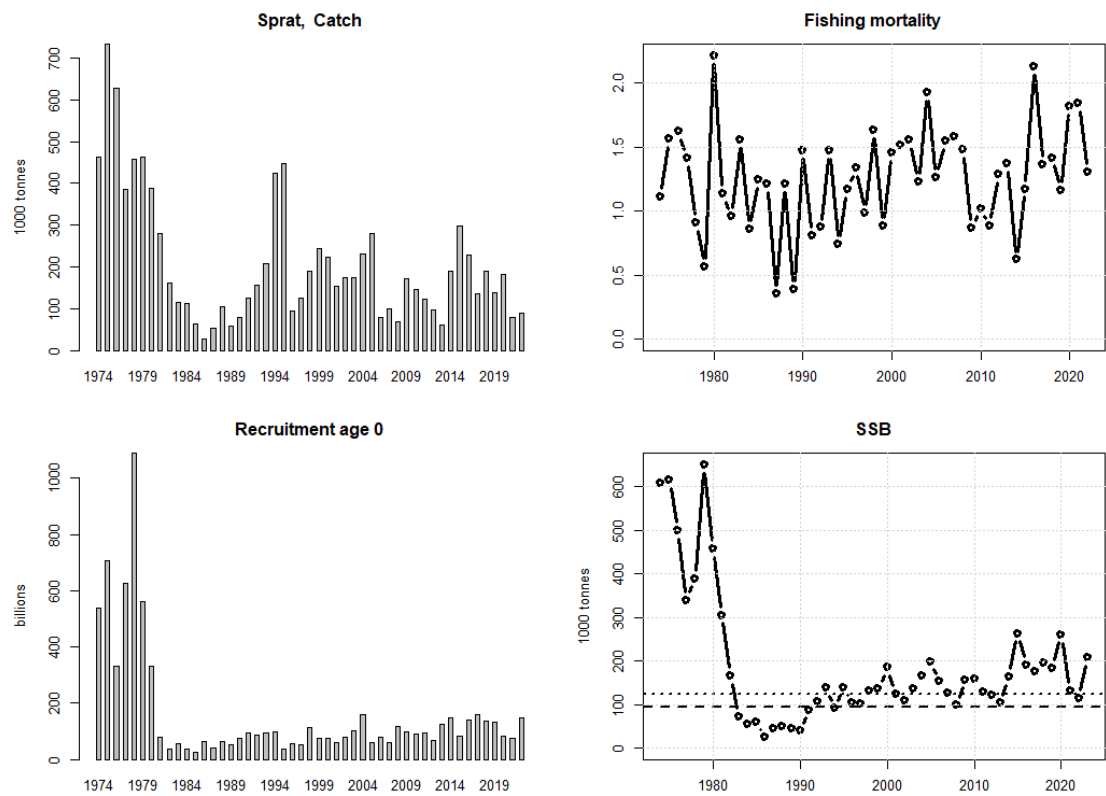 Sprat, Catch
1000 tonnes
700
600
500
400
300
200
100
0
1974 1979 1984 1989 1994 1999 2004 2009 2014 2019
Fishing mortality
2.0
1.5
1.0
0.5
0.0
1980 1990 2000 2010 2020
Recruitment age 0
billions
1000
800
600
400
200
0
1974 1979 1984 1989 1994 1999 2004 2009 2014 2019
SSB
1000 tonnes
600
500
400
300
200
100
0
1980 1990 2000 2010 2020